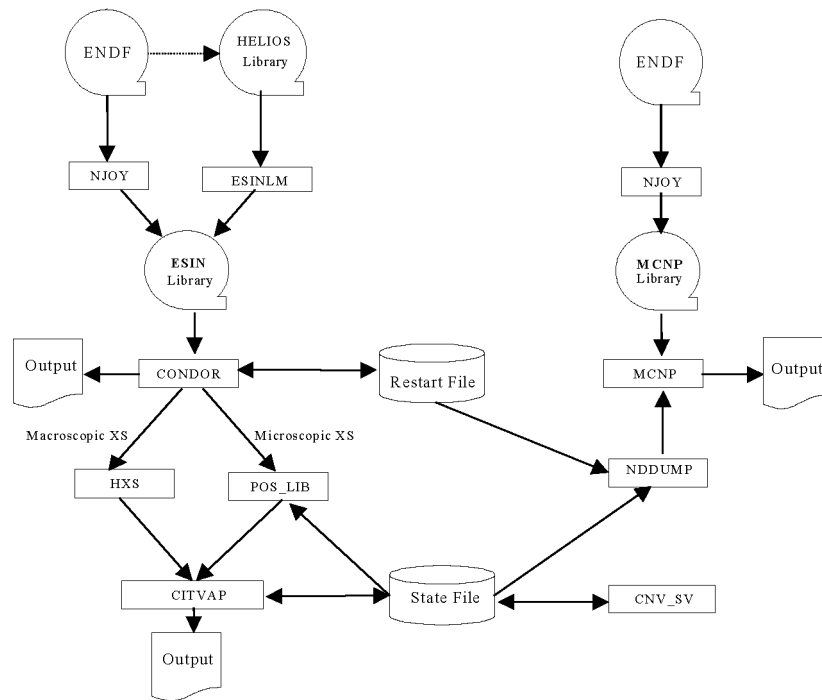 ENDF
HELIOS
Library
ENDF
NJOY
ESINLM
NJOY
ESIN
Library
MCNP
Library
Output
CONDOR
Restart File
MCNP
Output
Macroscopic XS
Microscopic XS
HXS
POS_LIB
NDDUMP
CITVAP
State File
CNV_SV
Output